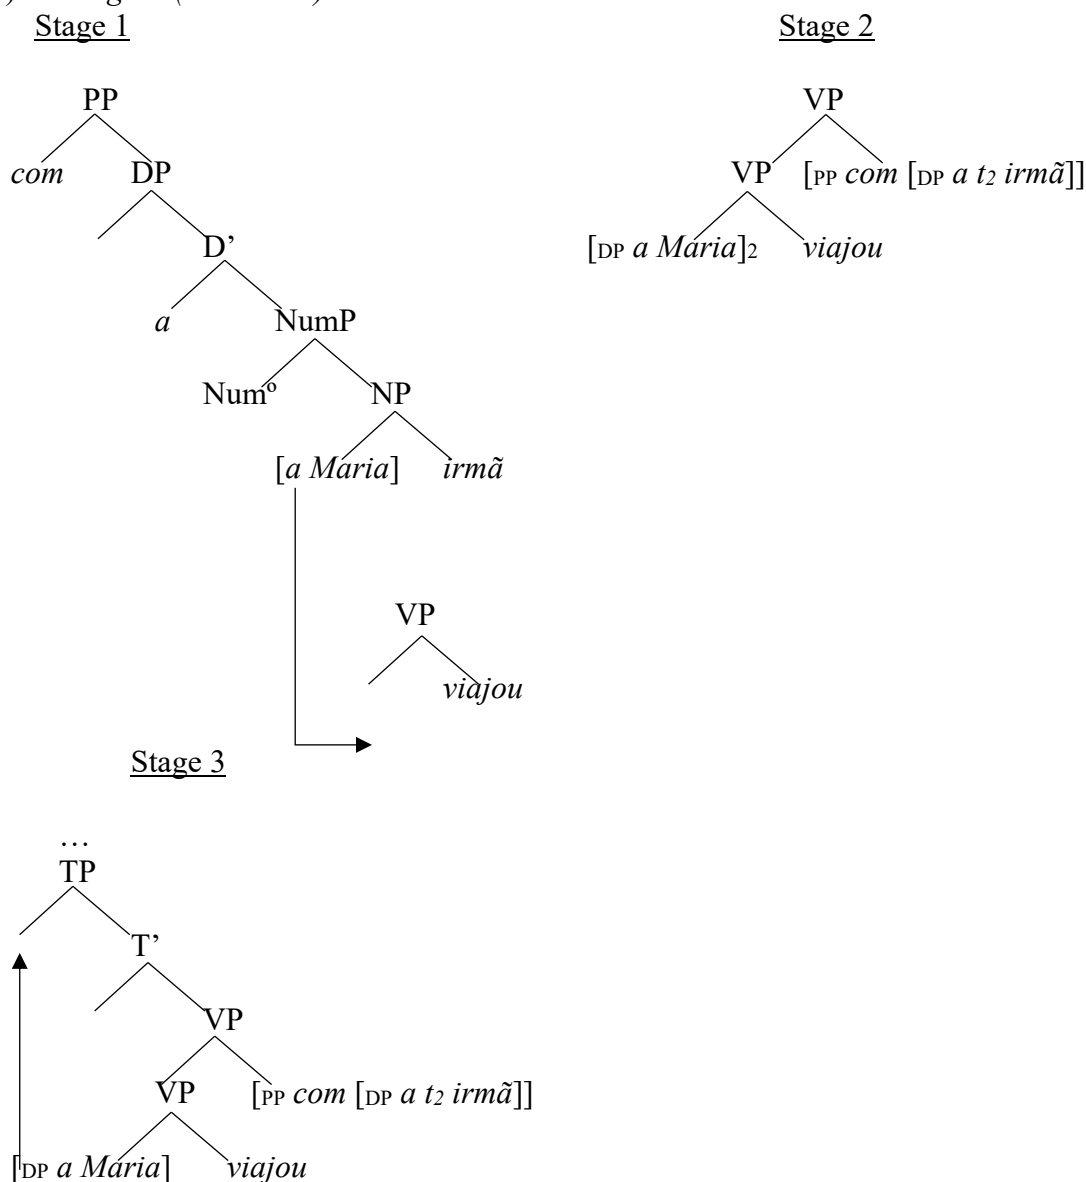 Stage 1
PP
com DP
D’
a NumP
Numº NP
[a Maria] irmã
VP
viajou
Stage 2
VP
VP [PP com [DP a t2 irmã]]
[DP a Maria]2 viajou
Stage 3
…
TP
T’
VP
VP [PP com [DP a t2 irmã]]
[DP a Maria] viajou